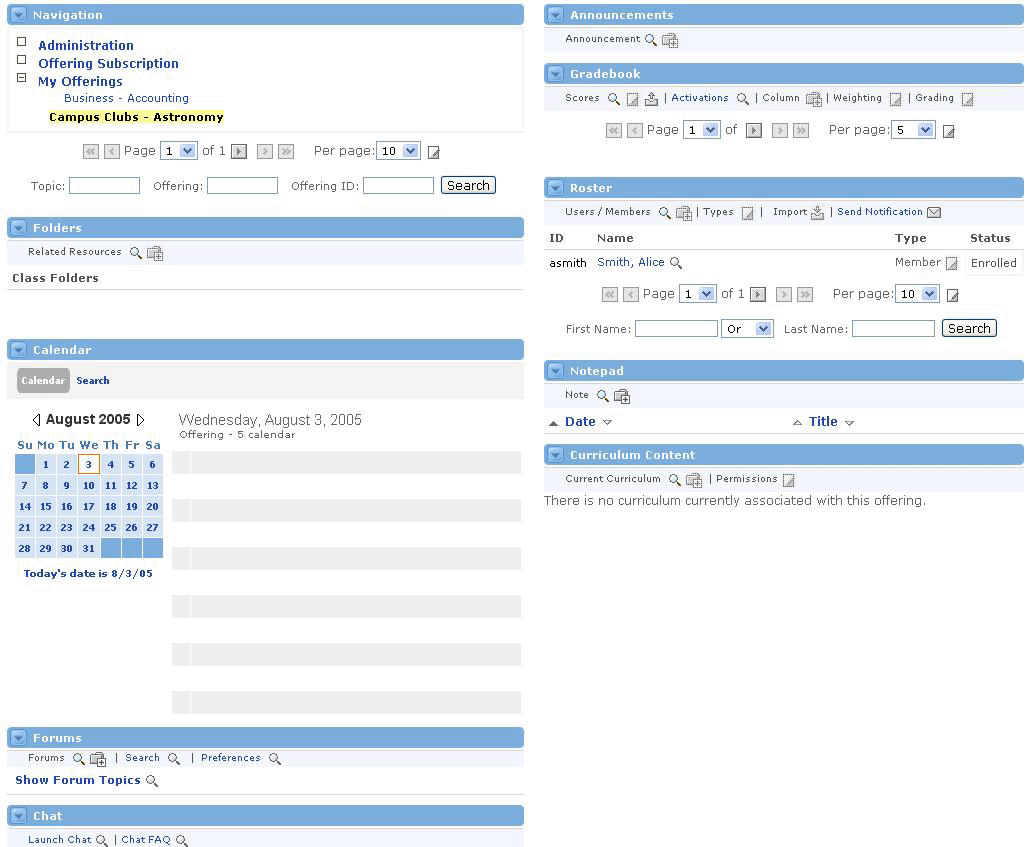 Navigation
Administration
Offering Subscription
My Offerings
Business - Accounting
Campus Clubs - Astronomy
Page 1 of 1 Per page: 10
Topic: Offering: Offering ID: Search
Folders
Related Resources
Class Folders
Calendar
Calendar Search
August 2005
Su Mo Tu We Th Fr Sa
1 2 3 4 5 6
7 8 9 10 11 12 13
14 15 16 17 18 19 20
21 22 23 24 25 26 27
28 29 30 31
Today's date is 8/3/05
Wednesday, August 3, 2005
Offering - 5 calendar
Forums
Forums | Search | Preferences
Show Forum Topics
Chat
Launch Chat | Chat FAQ
Announcements
Announcement
Gradebook
Scores | Activations | Column | Weighting | Grading
Page 1 of Per page: 5
Roster
Users / Members | Types | Import | Send Notification
ID Name Type Status
asmith Smith, Alice Member Enrolled
Page 1 of 1 Per page: 10
First Name: Or Last Name: Search
Notepad
Note
Date Title
Curriculum Content
Current Curriculum | Permissions
There is no curriculum currently associated with this offering.